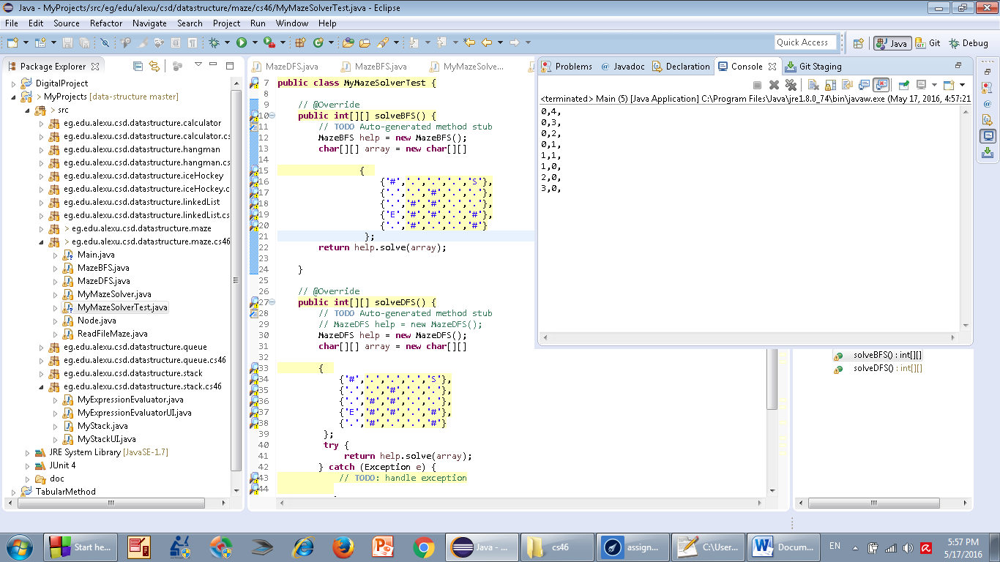 Java - MyProjects/src/eg/edu/alexu/csd/datastructure/maze/cs46/MyMazeSolverTest.java - Eclipse
File Edit Source Refactor Navigate Search Project Run Window Help
Quick Access Java Git Debug
Package Explorer
DigitalProject
> MyProjects [data-structure master]
> src
eg.edu.alexu.csd.datastructure.calculator
eg.edu.alexu.csd.datastructure.calculator.cs
eg.edu.alexu.csd.datastructure.hangman
eg.edu.alexu.csd.datastructure.hangman.cs
eg.edu.alexu.csd.datastructure.iceHockey
eg.edu.alexu.csd.datastructure.iceHockey.c
eg.edu.alexu.csd.datastructure.linkedList
eg.edu.alexu.csd.datastructure.linkedList.cs
> eg.edu.alexu.csd.datastructure.maze
> eg.edu.alexu.csd.datastructure.maze.cs46
Main.java
MazeBFS.java
MazeDFS.java
MyMazeSolver.java
MyMazeSolverTest.java
Node.java
ReadFileMaze.java
eg.edu.alexu.csd.datastructure.queue
eg.edu.alexu.csd.datastructure.queue.cs46
eg.edu.alexu.csd.datastructure.stack
eg.edu.alexu.csd.datastructure.stack.cs46
MyExpressionEvaluator.java
MyExpressionEvaluatorUI.java
MyStack.java
MyStackUI.java
JRE System Library [JavaSE-1.7]
JUnit 4
doc
TabularMethod
MazeDFS.java MazeBFS.java MyMazeSolve...
7 public class MyMazeSolverTest {
8
9 // @Override
10 public int[][] solveBFS() {
11 // TODO Auto-generated method stub
12 MazeBFS help = new MazeBFS();
13 char[][] array = new char[][]
14
15 {
16 {'#','.','.','.','S'},
17 {'.','.','#','.','.'},
18 {'.','#','#','.','.'},
19 {'E','#','#','.','#'},
20 {'.','#','.','.','#'}
21 };
22 return help.solve(array);
23
24 }
25
26 // @Override
27 public int[][] solveDFS() {
28 // TODO Auto-generated method stub
29 // MazeDFS help = new MazeDFS();
30 MazeDFS help = new MazeDFS();
31 char[][] array = new char[][]
32
33 {
34 {'#','.','.','.','S'},
35 {'.','.','#','.','.'},
36 {'.','#','#','.','.'},
37 {'E','#','#','.','#'},
38 {'.','#','.','.','#'}
39 };
40 try {
41 return help.solve(array);
42 } catch (Exception e) {
43 // TODO: handle exception
44
Problems @ Javadoc Declaration Console Git Staging
<terminated> Main (5) [Java Application] C:\Program Files\Java\jre1.8.0_74\bin\javaw.exe (May 17, 2016, 4:57:21
0,4,
0,3,
0,2,
0,1,
1,1,
1,0,
2,0,
3,0,
solveBFS() : int[][]
solveDFS() : int[][]
Start he... Java - ... cs46 assign... C:\User... Docum... EN 5:57 PM
5/17/2016